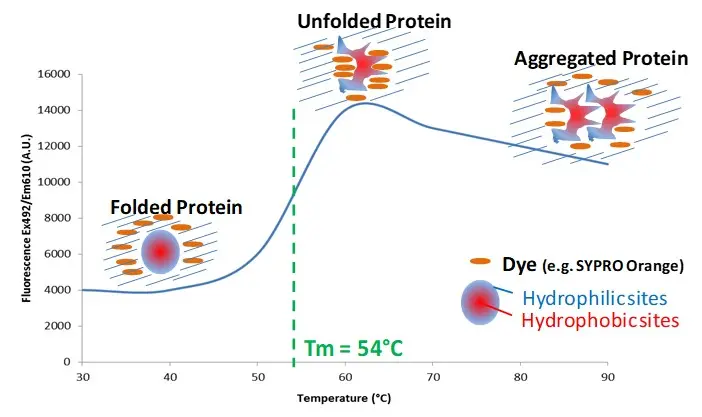 Unfolded Protein
Aggregated Protein
Folded Protein
Fluorescence Ex492/Em610 (A.U.)
16000
14000
12000
10000
8000
6000
4000
2000
0
Dye (e.g. SYPRO Orange)
Hydrophilicsites
Hydrophobicsites
Tm = 54°C
30 40 50 60 70 80 90
Temperature (°C)